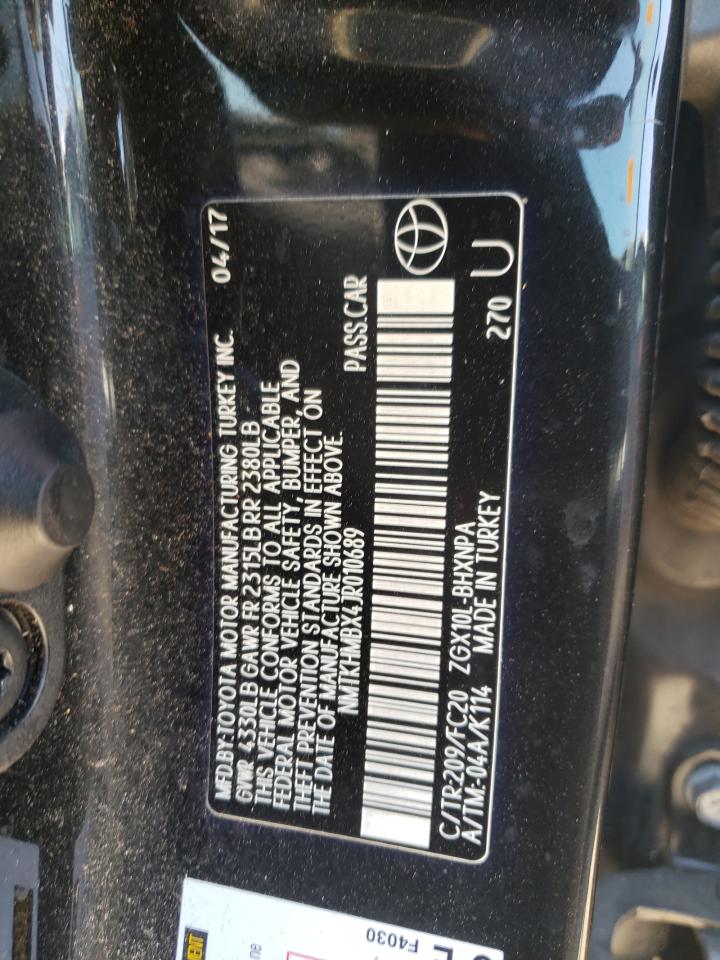 MFD.BY:TOYOTA MOTOR MANUFACTURING TURKEY INC. 04/17
GVWR 4330LB GAWR FR 2315LB RR 2380LB
THIS VEHICLE CONFORMS TO ALL APPLICABLE
FEDERAL MOTOR VEHICLE SAFETY, BUMPER, AND
THEFT PREVENTION STANDARDS IN EFFECT ON
THE DATE OF MANUFACTURE SHOWN ABOVE.
NMTKHMBX4JR010689 PASS.CAR
C/TR:209/FC20 ZGX10L-BHXNPA 270 U
A/TM:-04A/K114 MADE IN TURKEY
F4030